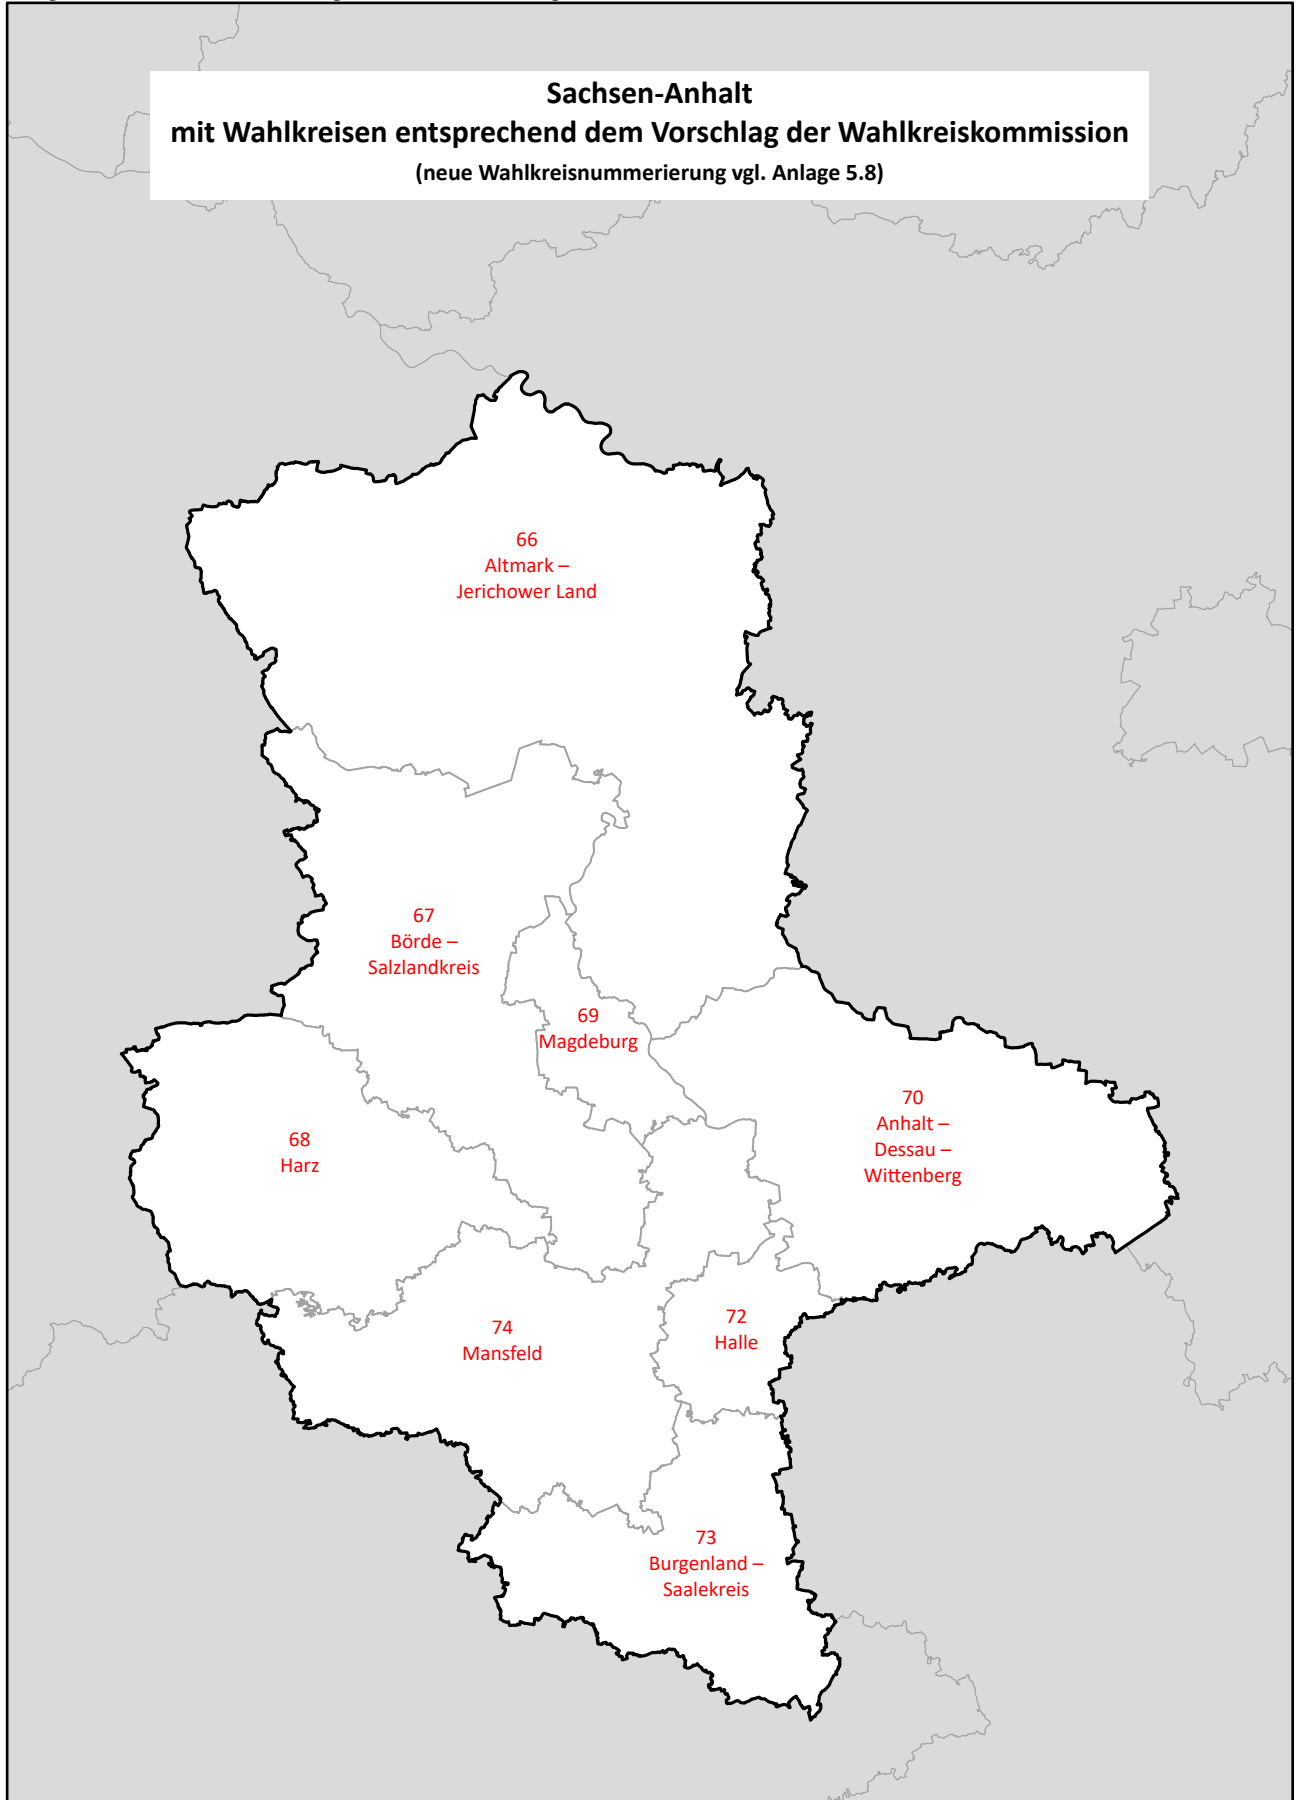 Sachsen-Anhalt
mit Wahlkreisen entsprechend dem Vorschlag der Wahlkreiskommission
(neue Wahlkreisnummerierung vgl. Anlage 5.8)
66
Altmark –
Jerichower Land
67
Börde –
Salzlandkreis
69
Magdeburg
70
Anhalt –
Dessau –
Wittenberg
68
Harz
72
Halle
74
Mansfeld
73
Burgenland –
Saalekreis